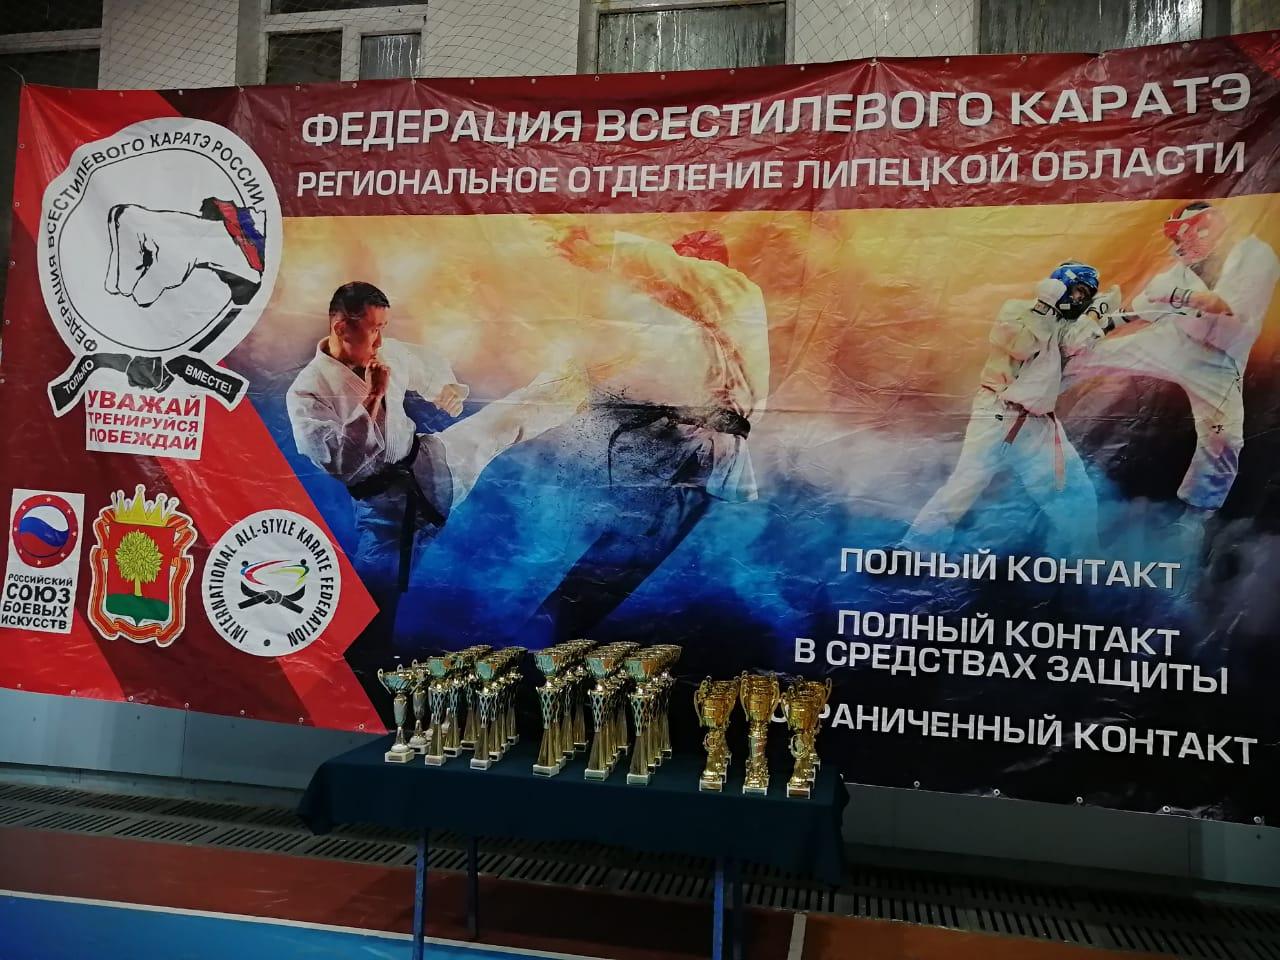 ФЕДЕРАЦИЯ ВСЕСТИЛЕВОГО КАРАТЭ
РЕГИОНАЛЬНОЕ ОТДЕЛЕНИЕ ЛИПЕЦКОЙ ОБЛАСТИ
ФЕДЕРАЦИЯ ВСЕСТИЛЕВОГО КАРАТЭ РОССИИ
ТОЛЬКО ВМЕСТЕ!
УВАЖАЙ
ТРЕНИРУЙСЯ
ПОБЕЖДАЙ
РОССИЙСКИЙ
СОЮЗ
БОЕВЫХ
ИСКУССТВ
INTERNATIONAL ALL-STYLE KARATE FEDERATION
ПОЛНЫЙ КОНТАКТ
ПОЛНЫЙ КОНТАКТ
В СРЕДСТВАХ ЗАЩИТЫ
ОГРАНИЧЕННЫЙ КОНТАКТ